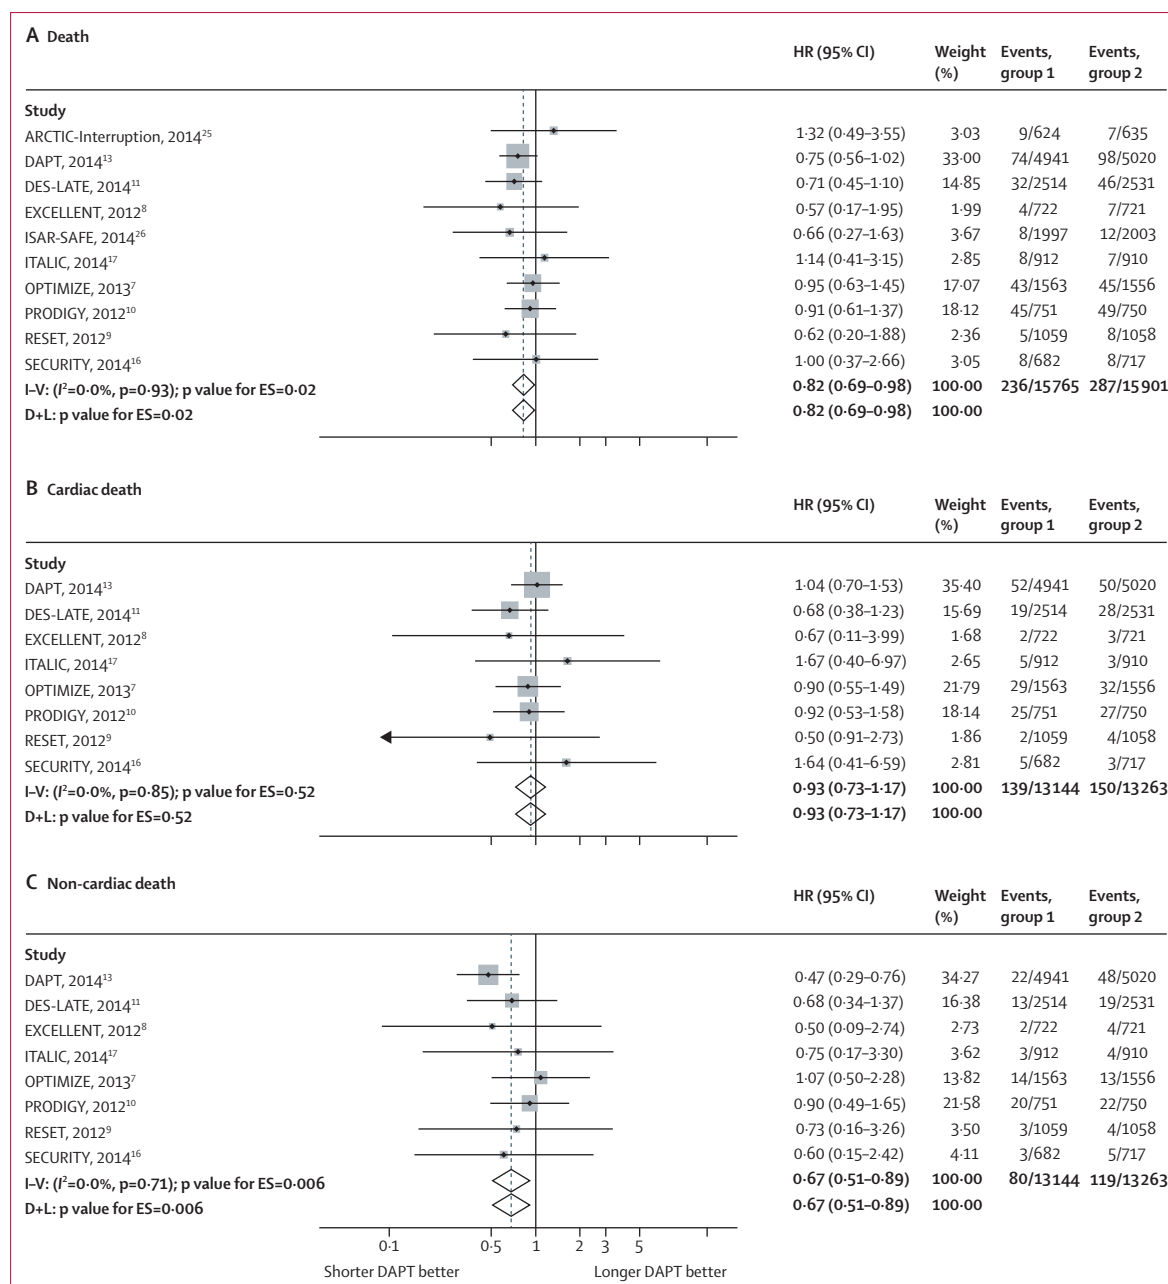 A Death
HR (95% CI) Weight (%) Events, group 1 Events, group 2
Study
ARCTIC-Interruption, 2014²⁵ 1·32 (0·49–3·55) 3·03 9/624 7/635
DAPT, 2014¹³ 0·75 (0·56–1·02) 33·00 74/4941 98/5020
DES-LATE, 2014¹¹ 0·71 (0·45–1·10) 14·85 32/2514 46/2531
EXCELLENT, 2012⁸ 0·57 (0·17–1·95) 1·99 4/722 7/721
ISAR-SAFE, 2014²⁶ 0·66 (0·27–1·63) 3·67 8/1997 12/2003
ITALIC, 2014¹⁷ 1·14 (0·41–3·15) 2·85 8/912 7/910
OPTIMIZE, 2013⁷ 0·95 (0·63–1·45) 17·07 43/1563 45/1556
PRODIGY, 2012¹⁰ 0·91 (0·61–1·37) 18·12 45/751 49/750
RESET, 2012⁹ 0·62 (0·20–1·88) 2·36 5/1059 8/1058
SECURITY, 2014¹⁶ 1·00 (0·37–2·66) 3·05 8/682 8/717
I–V: (I²=0·0%, p=0·93); p value for ES=0·02 0·82 (0·69–0·98) 100·00 236/15765 287/15901
D+L: p value for ES=0·02 0·82 (0·69–0·98) 100·00
B Cardiac death
HR (95% CI) Weight (%) Events, group 1 Events, group 2
Study
DAPT, 2014¹³ 1·04 (0·70–1·53) 35·40 52/4941 50/5020
DES-LATE, 2014¹¹ 0·68 (0·38–1·23) 15·69 19/2514 28/2531
EXCELLENT, 2012⁸ 0·67 (0·11–3·99) 1·68 2/722 3/721
ITALIC, 2014¹⁷ 1·67 (0·40–6·97) 2·65 5/912 3/910
OPTIMIZE, 2013⁷ 0·90 (0·55–1·49) 21·79 29/1563 32/1556
PRODIGY, 2012¹⁰ 0·92 (0·53–1·58) 18·14 25/751 27/750
RESET, 2012⁹ 0·50 (0·91–2·73) 1·86 2/1059 4/1058
SECURITY, 2014¹⁶ 1·64 (0·41–6·59) 2·81 5/682 3/717
I–V: (I²=0·0%, p=0·85); p value for ES=0·52 0·93 (0·73–1·17) 100·00 139/13144 150/13263
D+L: p value for ES=0·52 0·93 (0·73–1·17) 100·00
C Non-cardiac death
HR (95% CI) Weight (%) Events, group 1 Events, group 2
Study
DAPT, 2014¹³ 0·47 (0·29–0·76) 34·27 22/4941 48/5020
DES-LATE, 2014¹¹ 0·68 (0·34–1·37) 16·38 13/2514 19/2531
EXCELLENT, 2012⁸ 0·50 (0·09–2·74) 2·73 2/722 4/721
ITALIC, 2014¹⁷ 0·75 (0·17–3·30) 3·62 3/912 4/910
OPTIMIZE, 2013⁷ 1·07 (0·50–2·28) 13·82 14/1563 13/1556
PRODIGY, 2012¹⁰ 0·90 (0·49–1·65) 21·58 20/751 22/750
RESET, 2012⁹ 0·73 (0·16–3·26) 3·50 3/1059 4/1058
SECURITY, 2014¹⁶ 0·60 (0·15–2·42) 4·11 3/682 5/717
I–V: (I²=0·0%, p=0·71); p value for ES=0·006 0·67 (0·51–0·89) 100·00 80/13144 119/13263
D+L: p value for ES=0·006 0·67 (0·51–0·89) 100·00
0·1 0·5 1 2 3 5
Shorter DAPT better Longer DAPT better